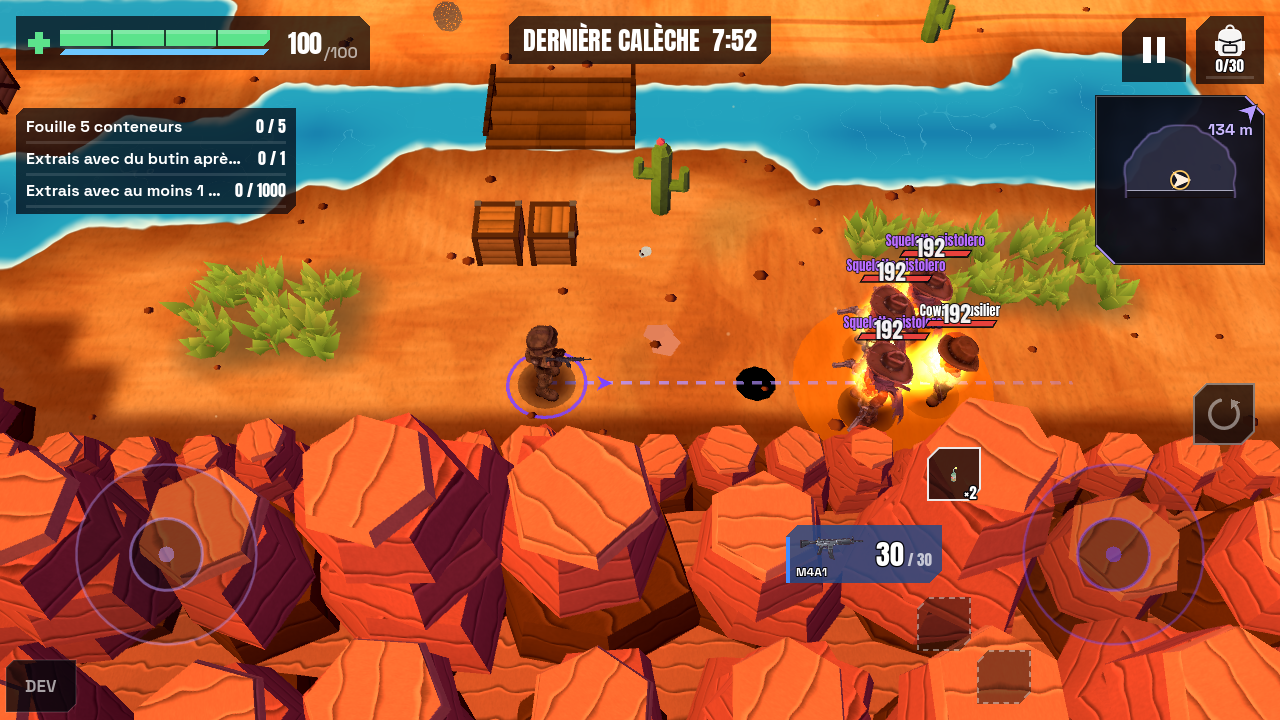 100/100
DERNIÈRE CALÈCHE 7:52
0/30
Fouille 5 conteneurs 0 / 5
Extrais avec du butin aprè... 0 / 1
Extrais avec au moins 1 ... 0 / 1000
134 m
192
192
192
192
×2
M4A1 30 / 30
DEV